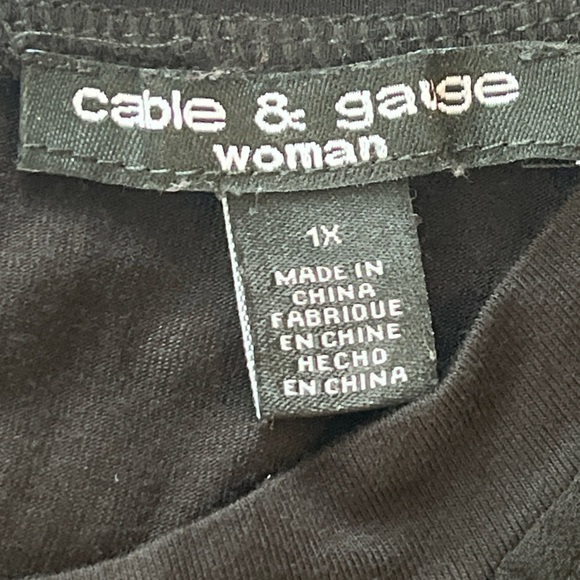 cable & gauge
woman
1X
MADE IN
CHINA
FABRIQUE
EN CHINE
HECHO
EN CHINA